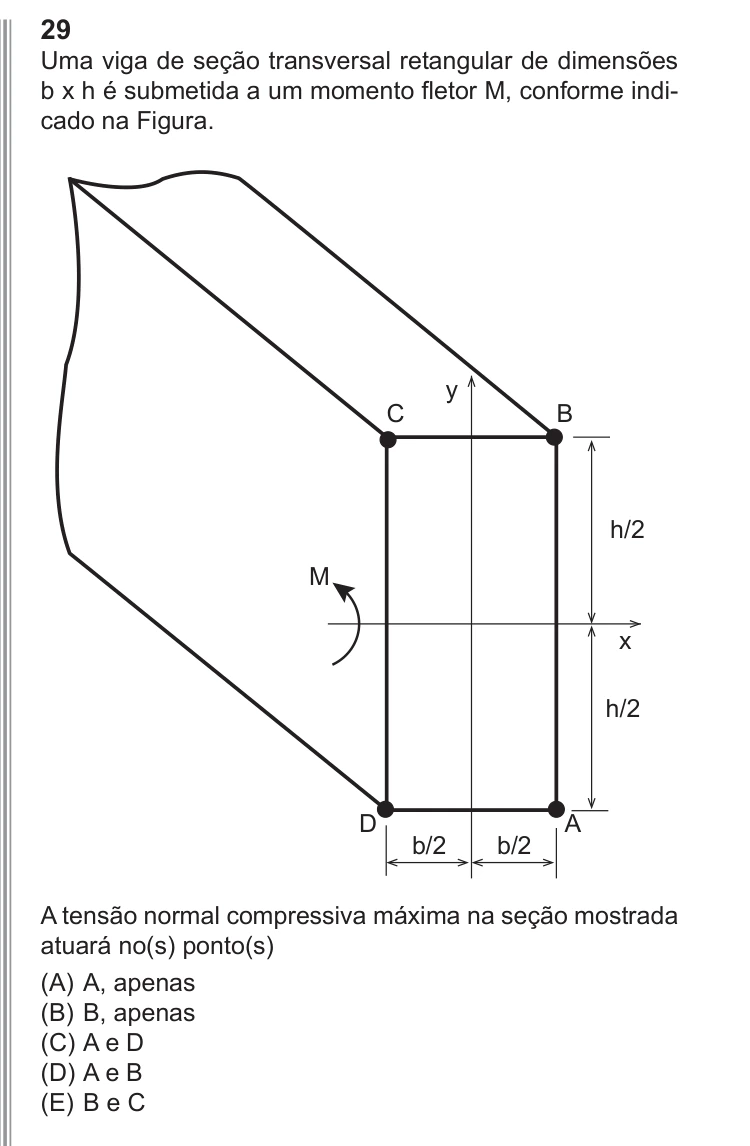 29
Uma viga de seção transversal retangular de dimensões
b x h é submetida a um momento fletor M, conforme indi-
cado na Figura.
y
C
B
h/2
M
x
h/2
D
A
b/2
b/2
A tensão normal compressiva máxima na seção mostrada
atuará no(s) ponto(s)
(A) A, apenas
(B) B, apenas
(C) A e D
(D) A e B
(E) B e C